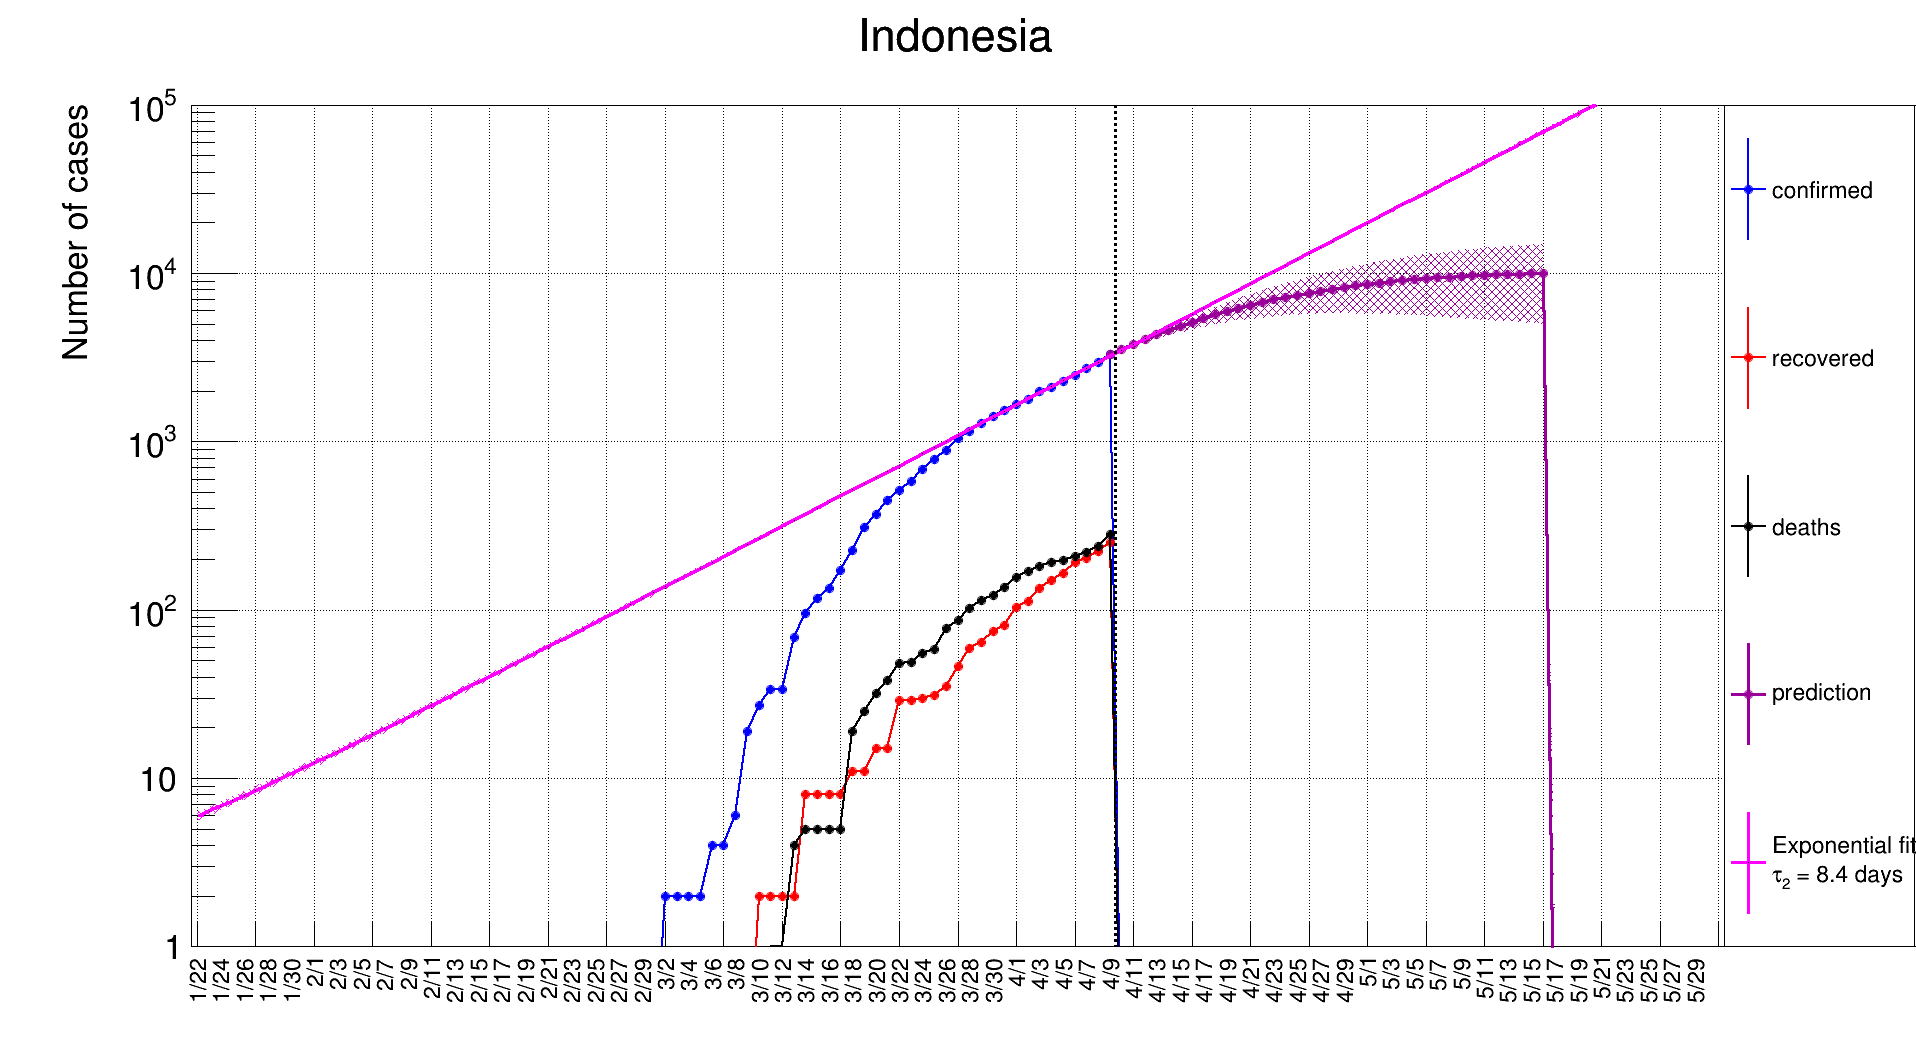 Indonesia
Number of cases
10^5
10^4
10^3
10^2
10
1
1/22 1/24 1/26 1/28 1/30 2/1 2/3 2/5 2/7 2/9 2/11 2/13 2/15 2/17 2/19 2/21 2/23 2/25 2/27 2/29 3/2 3/4 3/6 3/8 3/10 3/12 3/14 3/16 3/18 3/20 3/22 3/24 3/26 3/28 3/30 4/1 4/3 4/5 4/7 4/9 4/11 4/13 4/15 4/17 4/19 4/21 4/23 4/25 4/27 4/29 5/1 5/3 5/5 5/7 5/9 5/11 5/13 5/15 5/17 5/19 5/21 5/23 5/25 5/27 5/29
confirmed
recovered
deaths
prediction
Exponential fit
τ₂ = 8.4 days